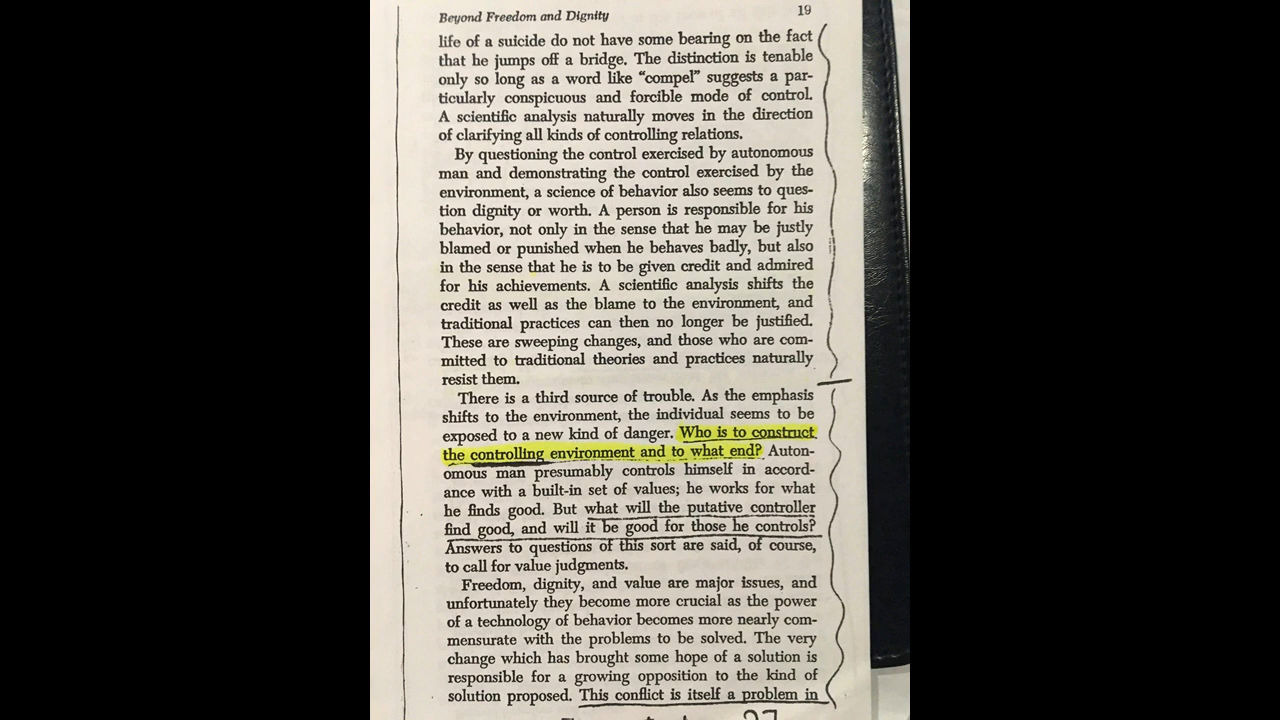 Beyond Freedom and Dignity 19
life of a suicide do not have some bearing on the fact
that he jumps off a bridge. The distinction is tenable
only so long as a word like “compel” suggests a par-
ticularly conspicuous and forcible mode of control.
A scientific analysis naturally moves in the direction
of clarifying all kinds of controlling relations.
By questioning the control exercised by autonomous
man and demonstrating the control exercised by the
environment, a science of behavior also seems to ques-
tion dignity or worth. A person is responsible for his
behavior, not only in the sense that he may be justly
blamed or punished when he behaves badly, but also
in the sense that he is to be given credit and admired
for his achievements. A scientific analysis shifts the
credit as well as the blame to the environment, and
traditional practices can then no longer be justified.
These are sweeping changes, and those who are com-
mitted to traditional theories and practices naturally
resist them.
There is a third source of trouble. As the emphasis
shifts to the environment, the individual seems to be
exposed to a new kind of danger. Who is to construct
the controlling environment and to what end? Auton-
omous man presumably controls himself in accord-
ance with a built-in set of values; he works for what
he finds good. But what will the putative controller
find good, and will it be good for those he controls?
Answers to questions of this sort are said, of course,
to call for value judgments.
Freedom, dignity, and value are major issues, and
unfortunately they become more crucial as the power
of a technology of behavior becomes more nearly com-
mensurate with the problems to be solved. The very
change which has brought some hope of a solution is
responsible for a growing opposition to the kind of
solution proposed. This conflict is itself a problem in